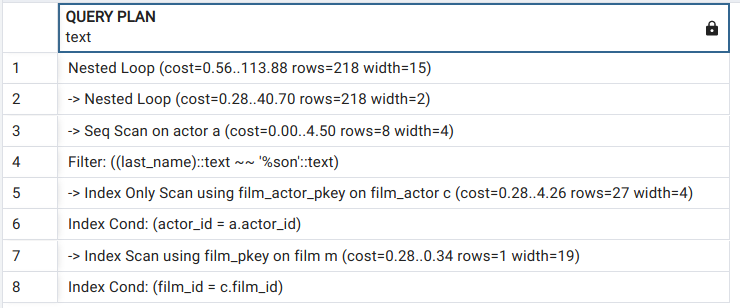 QUERY PLAN
text
1 Nested Loop (cost=0.56..113.88 rows=218 width=15)
2 -> Nested Loop (cost=0.28..40.70 rows=218 width=2)
3 -> Seq Scan on actor a (cost=0.00..4.50 rows=8 width=4)
4 Filter: ((last_name)::text ~~ '%son'::text)
5 -> Index Only Scan using film_actor_pkey on film_actor c (cost=0.28..4.26 rows=27 width=4)
6 Index Cond: (actor_id = a.actor_id)
7 -> Index Scan using film_pkey on film m (cost=0.28..0.34 rows=1 width=19)
8 Index Cond: (film_id = c.film_id)